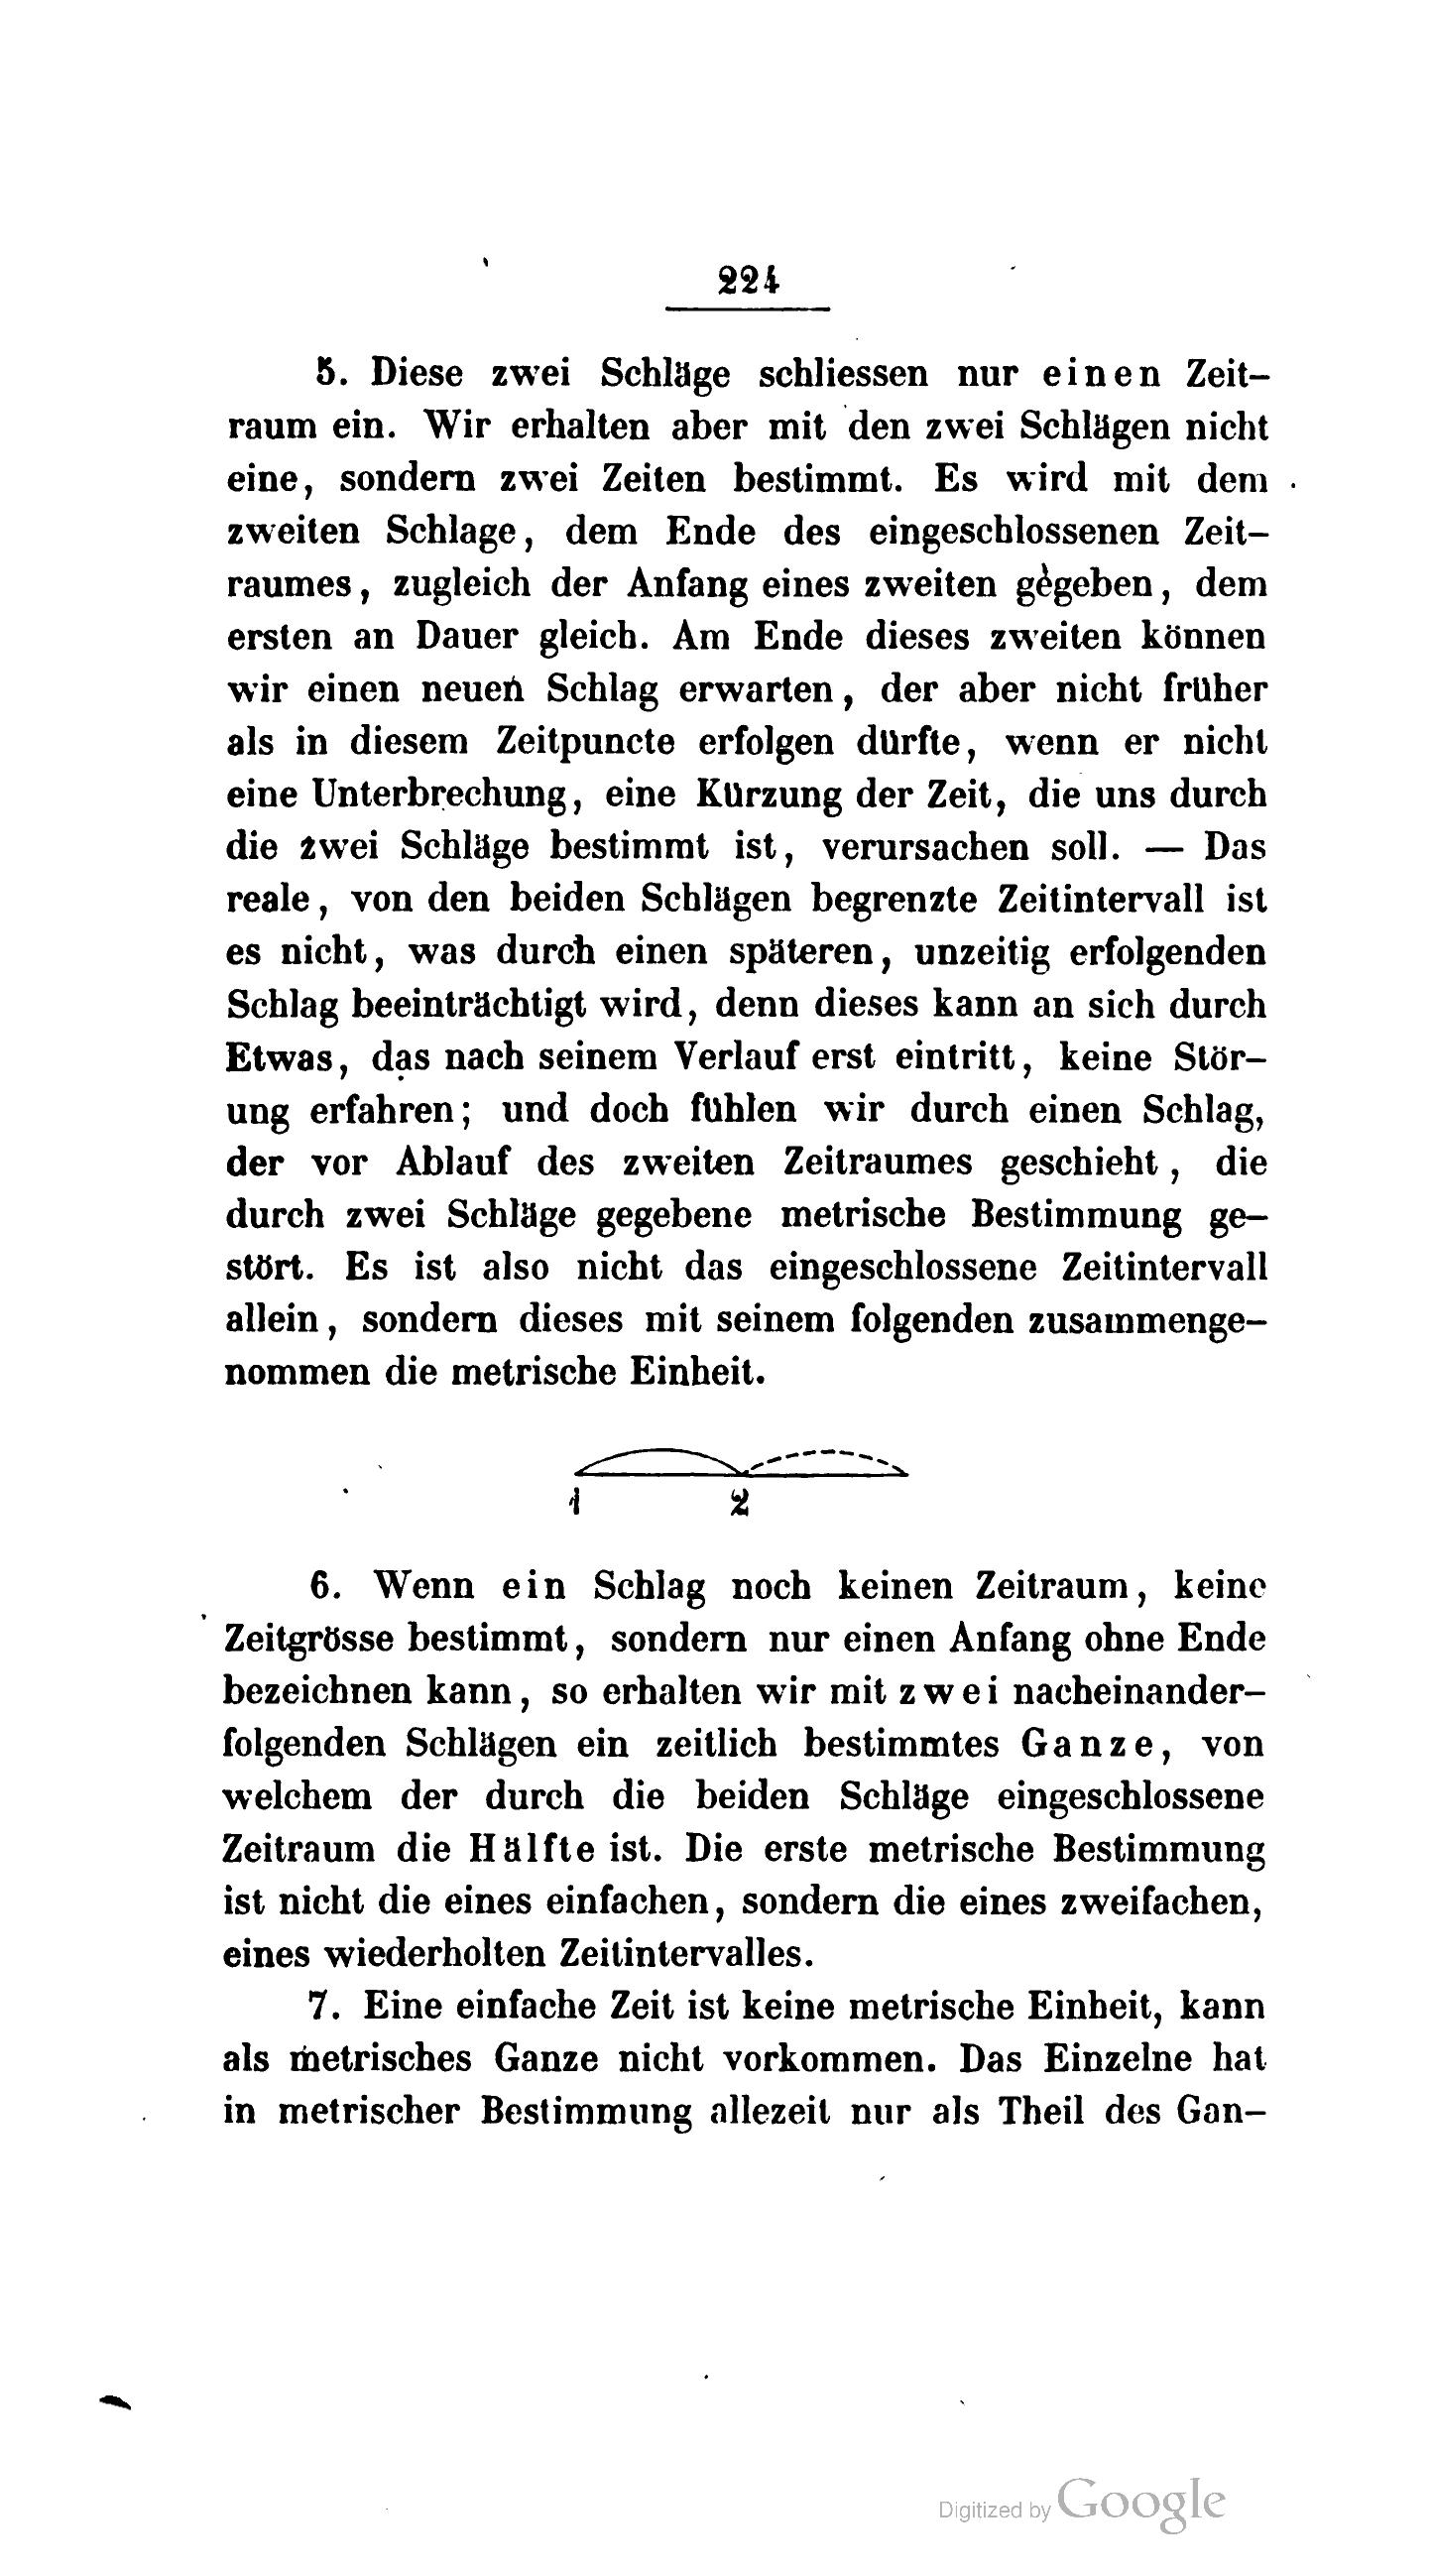 224
5. Diese zwei Schläge schliessen nur einen Zeit-
raum ein. Wir erhalten aber mit den zwei Schlägen nicht
eine, sondern zwei Zeiten bestimmt. Es wird mit dem
zweiten Schlage, dem Ende des eingeschlossenen Zeit-
raumes, zugleich der Anfang eines zweiten gegeben, dem
ersten an Dauer gleich. Am Ende dieses zweiten können
wir einen neuen Schlag erwarten, der aber nicht früher
als in diesem Zeitpuncte erfolgen dürfte, wenn er nicht
eine Unterbrechung, eine Kürzung der Zeit, die uns durch
die zwei Schläge bestimmt ist, verursachen soll. — Das
reale, von den beiden Schlägen begrenzte Zeitintervall ist
es nicht, was durch einen späteren, unzeitig erfolgenden
Schlag beeinträchtigt wird, denn dieses kann an sich durch
Etwas, das nach seinem Verlauf erst eintritt, keine Stör-
ung erfahren; und doch fühlen wir durch einen Schlag,
der vor Ablauf des zweiten Zeitraumes geschieht, die
durch zwei Schläge gegebene metrische Bestimmung ge-
stört. Es ist also nicht das eingeschlossene Zeitintervall
allein, sondern dieses mit seinem folgenden zusammenge-
nommen die metrische Einheit.
1 2
6. Wenn ein Schlag noch keinen Zeitraum, keine
Zeitgrösse bestimmt, sondern nur einen Anfang ohne Ende
bezeichnen kann, so erhalten wir mit zwei nacheinander-
folgenden Schlägen ein zeitlich bestimmtes Ganze, von
welchem der durch die beiden Schläge eingeschlossene
Zeitraum die Hälfte ist. Die erste metrische Bestimmung
ist nicht die eines einfachen, sondern die eines zweifachen,
eines wiederholten Zeitintervalles.
7. Eine einfache Zeit ist keine metrische Einheit, kann
als metrisches Ganze nicht vorkommen. Das Einzelne hat
in metrischer Bestimmung allezeit nur als Theil des Gan-
Digitized by Google